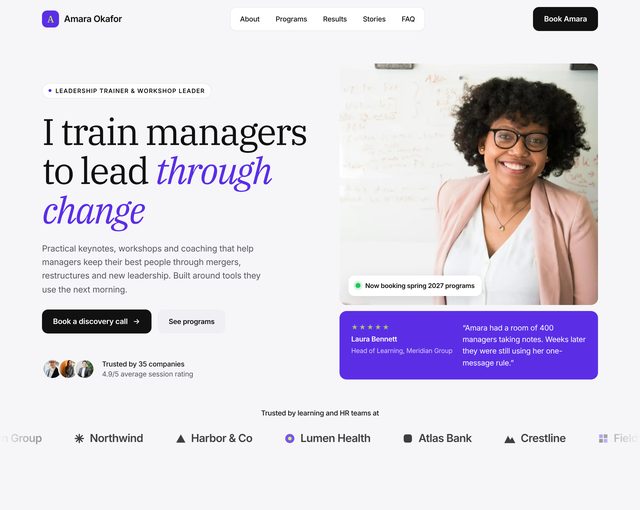 A Amara Okafor
About Programs Results Stories FAQ
Book Amara
LEADERSHIP TRAINER & WORKSHOP LEADER
I train managers
to lead through
change
Practical keynotes, workshops and coaching that help
managers keep their best people through mergers,
restructures and new leadership. Built around tools they
use the next morning.
Book a discovery call →
See programs
Trusted by 35 companies
4.9/5 average session rating
Now booking spring 2027 programs
★★★★★
Laura Bennett
Head of Learning, Meridian Group
“Amara had a room of 400
managers taking notes. Weeks later
they were still using her one-
message rule.”
Trusted by learning and HR teams at
n Group Northwind Harbor & Co Lumen Health Atlas Bank Crestline Field